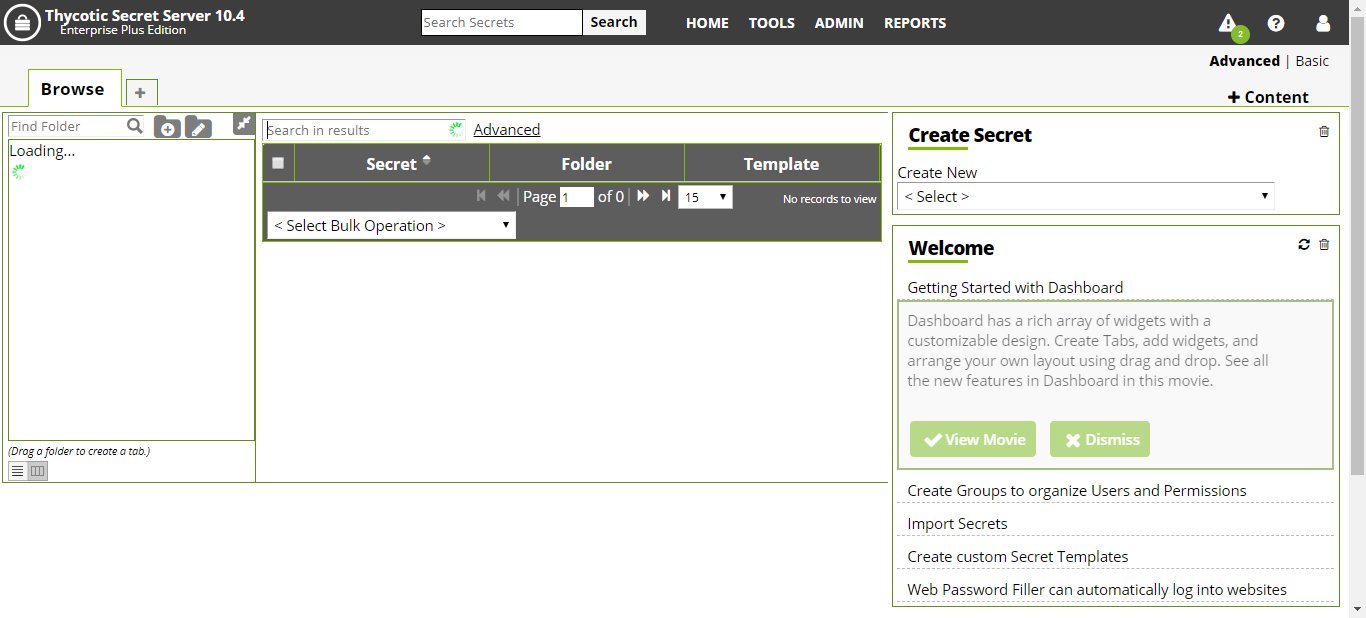 Thycotic Secret Server 10.4
Enterprise Plus Edition
Search Secrets
Search
HOME TOOLS ADMIN REPORTS
2
Advanced | Basic
Browse
+
+ Content
Find Folder
Loading...
(Drag a folder to create a tab.)
Search in results
Advanced
Secret Folder Template
Page 1 of 0 15 No records to view
< Select Bulk Operation >
Create Secret
Create New
< Select >
Welcome
Getting Started with Dashboard
Dashboard has a rich array of widgets with a
customizable design. Create Tabs, add widgets, and
arrange your own layout using drag and drop. See all
the new features in Dashboard in this movie.
View Movie Dismiss
Create Groups to organize Users and Permissions
Import Secrets
Create custom Secret Templates
Web Password Filler can automatically log into websites